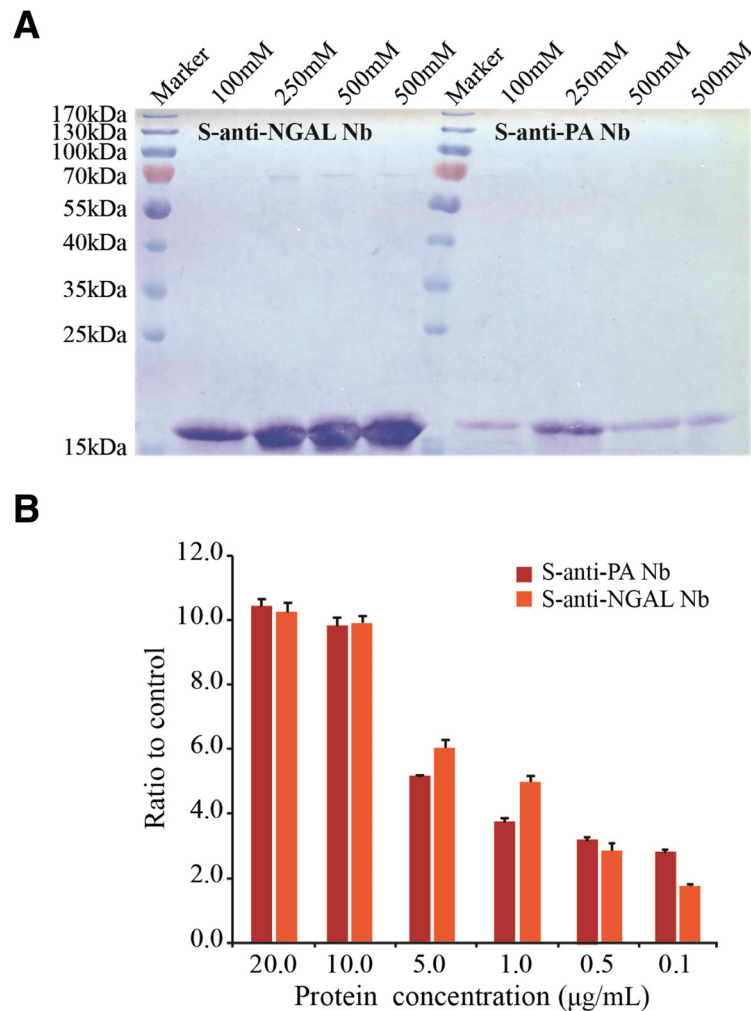 A
Marker 100mM 250mM 500mM 500mM Marker 100mM 250mM 500mM 500mM
170kDa
130kDa
100kDa
70kDa
55kDa
40kDa
35kDa
25kDa
15kDa
S-anti-NGAL Nb S-anti-PA Nb
B
12.0
10.0
8.0
6.0
4.0
2.0
0.0
Ratio to control
S-anti-PA Nb
S-anti-NGAL Nb
20.0 10.0 5.0 1.0 0.5 0.1
Protein concentration (μg/mL)